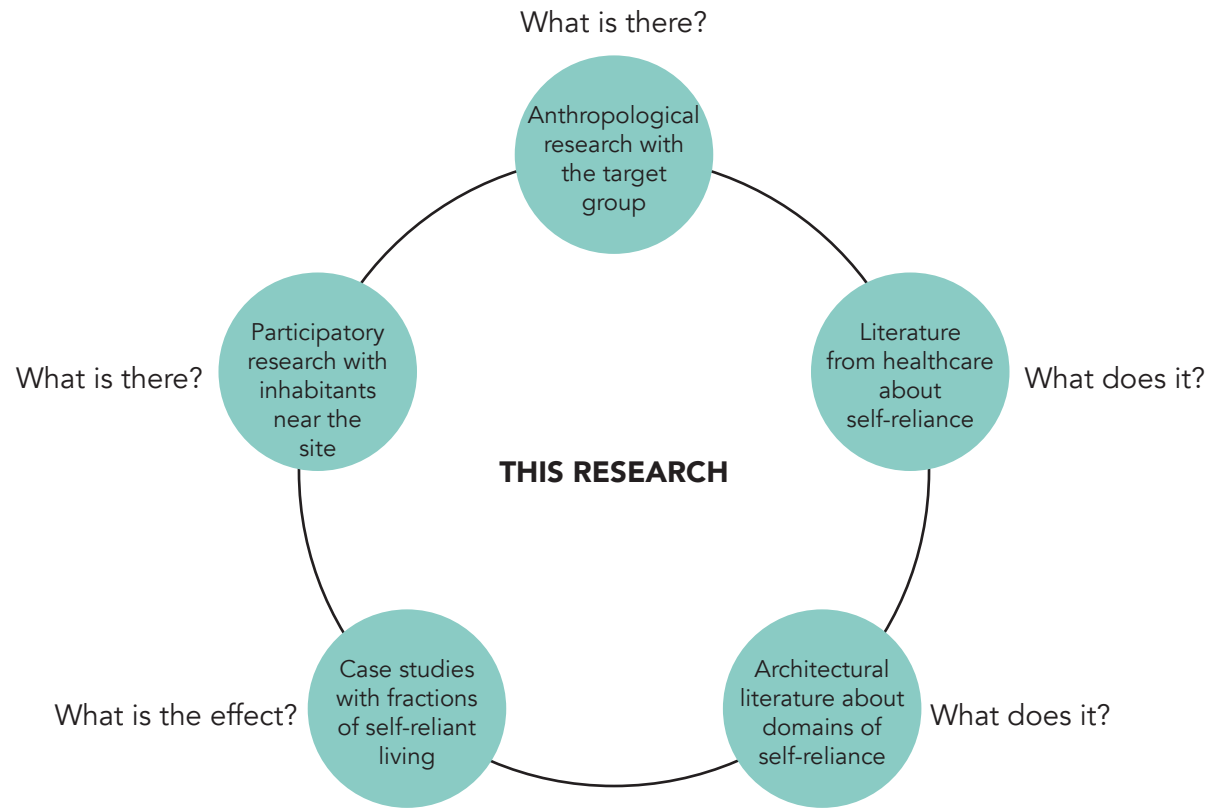 What is there?
Anthropological
research with
the target
group
Participatory
research with
inhabitants
near the
site
What is there?
Literature
from healthcare
about
self-reliance
What does it?
THIS RESEARCH
Case studies
with fractions
of self-reliant
living
What is the effect?
Architectural
literature about
domains of
self-reliance
What does it?